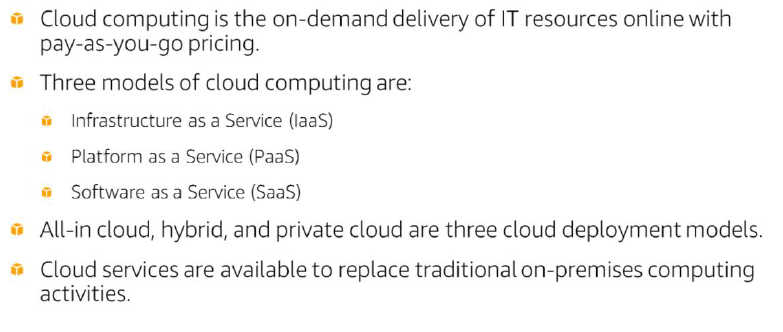 Cloud computing is the on-demand delivery of IT resources online with
pay-as-you-go pricing.
Three models of cloud computing are:
Infrastructure as a Service (IaaS)
Platform as a Service (PaaS)
Software as a Service (SaaS)
All-in cloud, hybrid, and private cloud are three cloud deployment models.
Cloud services are available to replace traditional on-premises computing
activities.